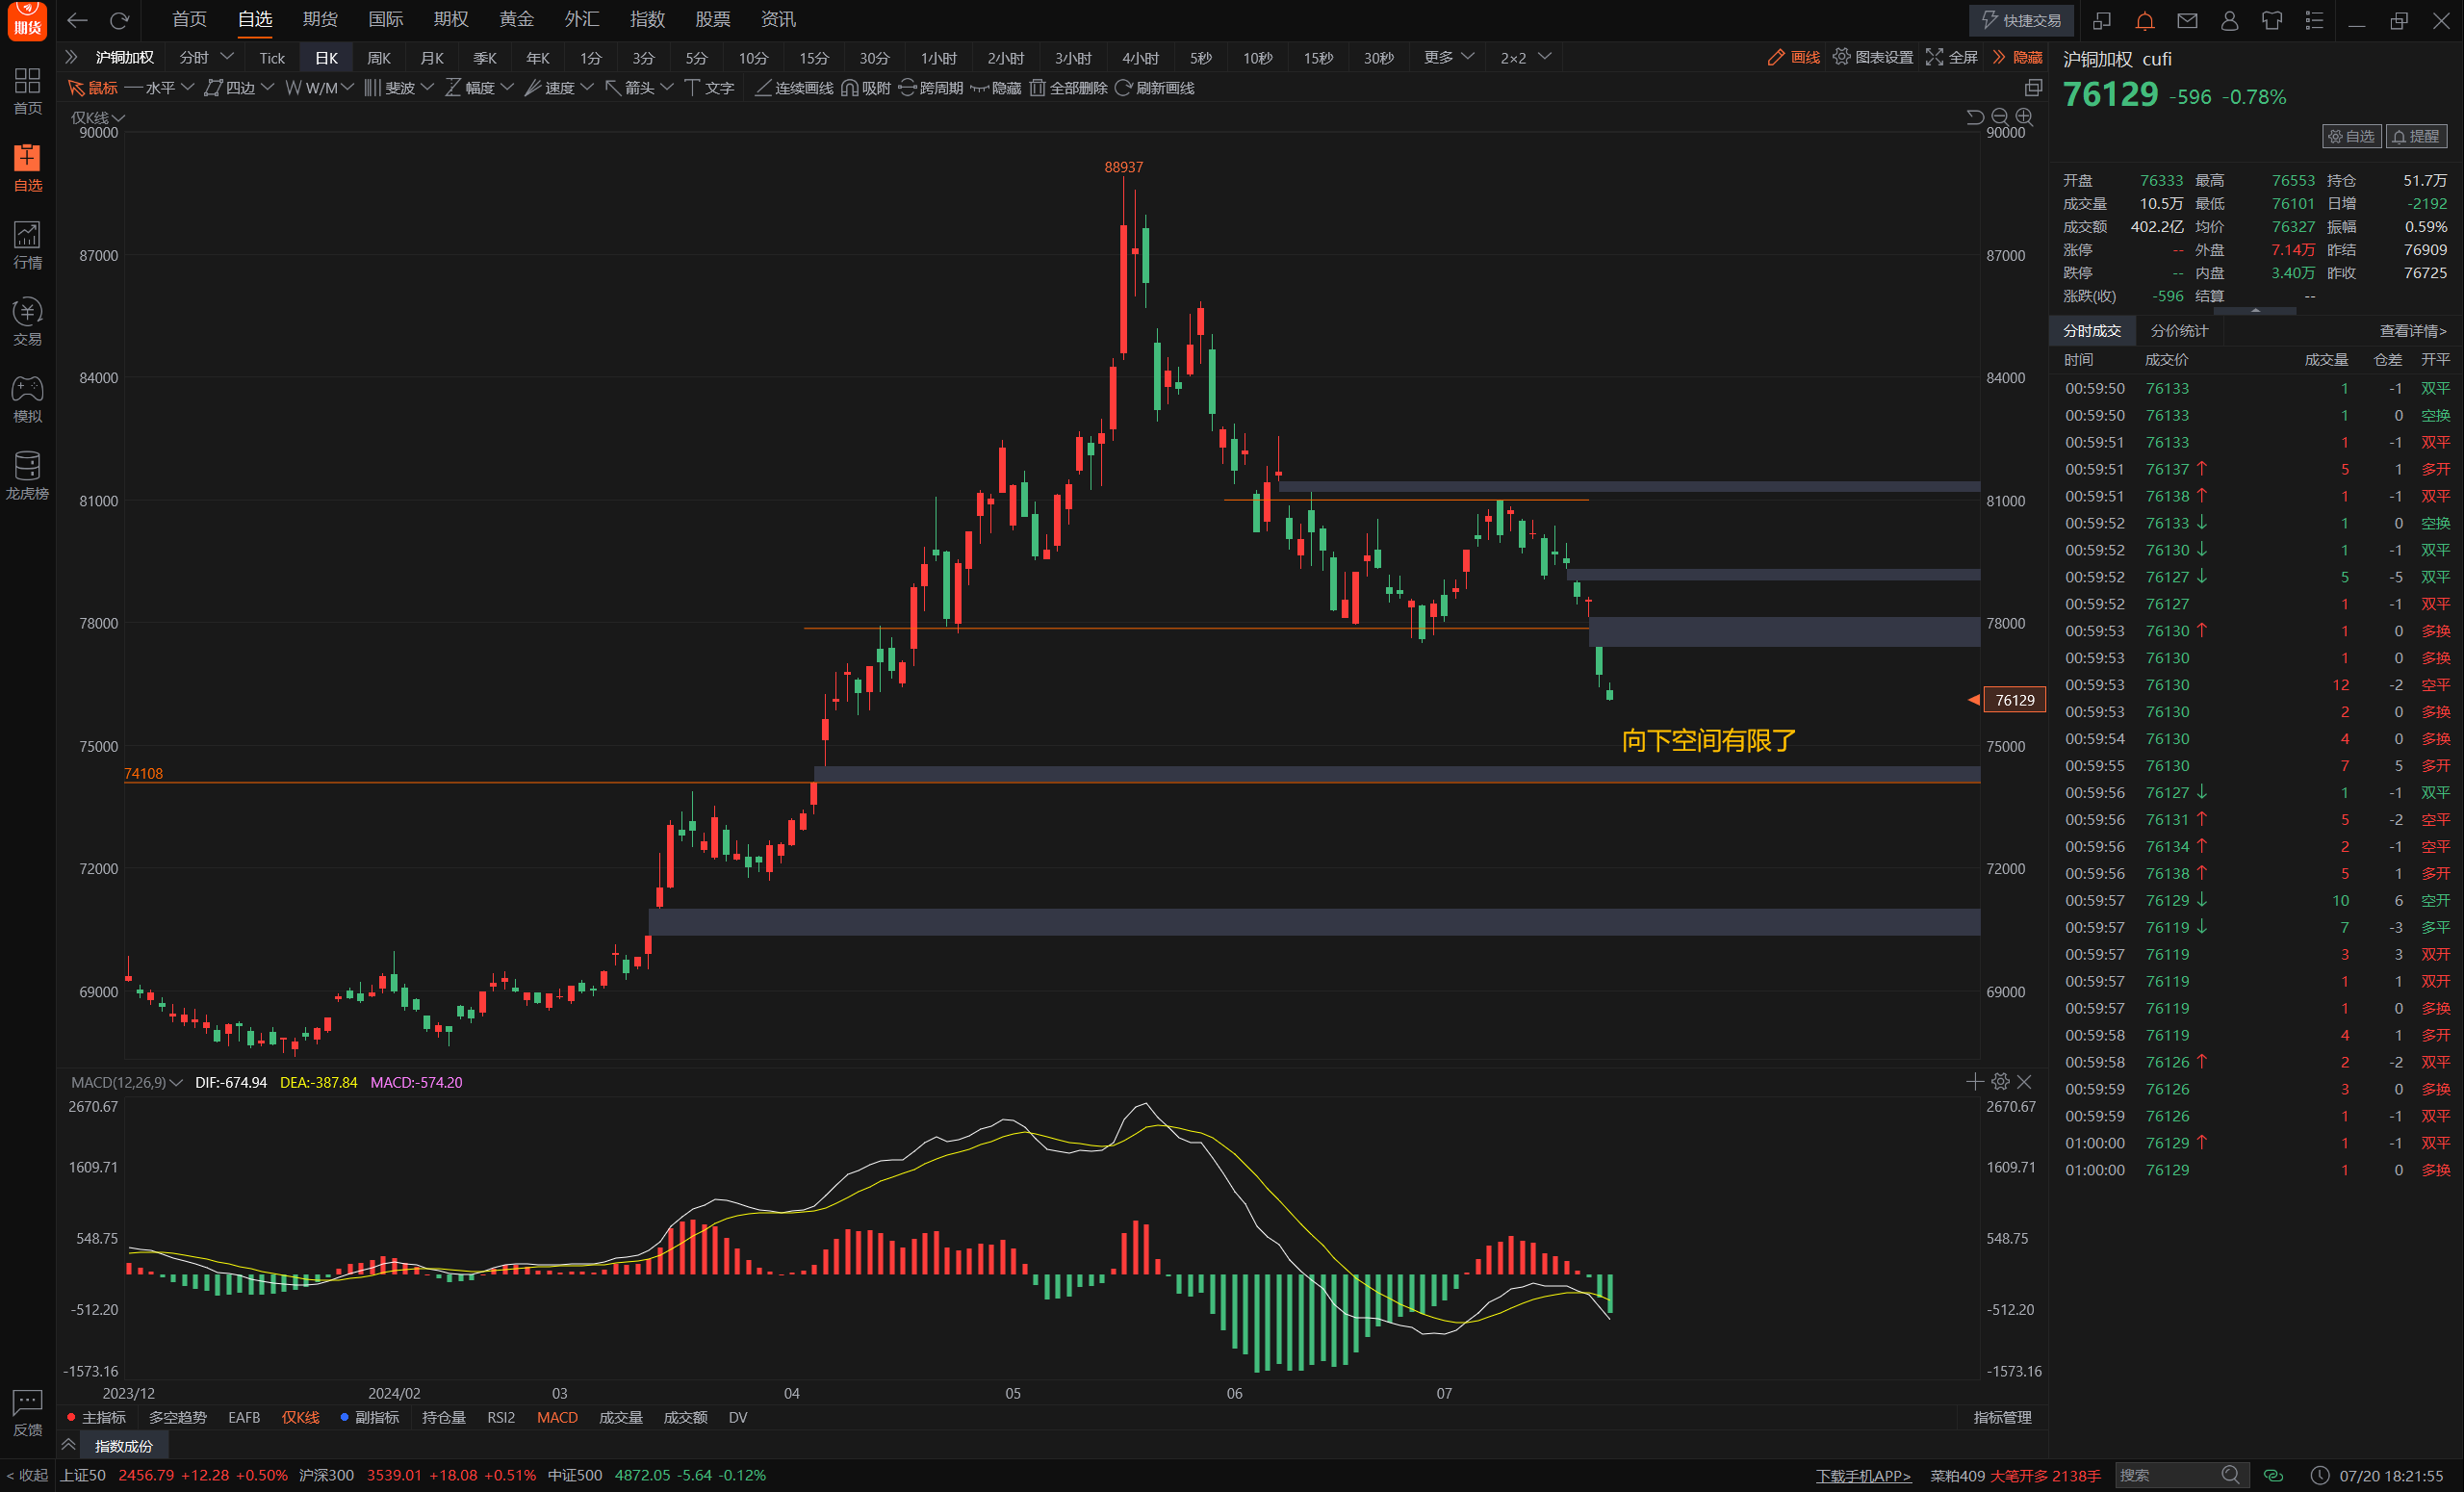 期货
首页 自选 期货 国际 期权 黄金 外汇 指数 股票 资讯 快捷交易
沪铜加权 分时 Tick 日K 周K 月K 季K 年K 1分 3分 5分 10分 15分 30分 1小时 2小时 3小时 4小时 5秒 10秒 15秒 30秒 更多 2×2 画线 图表设置 全屏 隐藏
鼠标 水平 四边 W/M 斐波 幅度 速度 箭头 文字 连续画线 吸附 跨周期 隐藏 全部删除 刷新画线
首页
自选
行情
交易
模拟
龙虎榜
反馈
< 收起
仅K线
90000 90000
88937
87000 87000
84000 84000
81000 81000
78000 78000
76129
向下空间有限了
75000 75000
74108
72000 72000
69000 69000
MACD(12,26,9) DIF:-674.94 DEA:-387.84 MACD:-574.20
2670.67 2670.67
1609.71 1609.71
548.75 548.75
-512.20 -512.20
-1573.16 -1573.16
2023/12 2024/02 03 04 05 06 07
主指标 多空趋势 EAFB 仅K线 副指标 持仓量 RSI2 MACD 成交量 成交额 DV 指标管理
指数成份
沪铜加权 cufi
76129 -596 -0.78%
自选 提醒
开盘 76333 最高 76553 持仓 51.7万
成交量 10.5万 最低 76101 日增 -2192
成交额 402.2亿 均价 76327 振幅 0.59%
涨停 -- 外盘 7.14万 昨结 76909
跌停 -- 内盘 3.40万 昨收 76725
涨跌(收) -596 结算 --
分时成交 分价统计 查看详情>
时间 成交价 成交量 仓差 开平
00:59:50 76133 1 -1 双平
00:59:50 76133 1 0 空换
00:59:51 76133 1 -1 双平
00:59:51 76137 ↑ 5 1 多开
00:59:51 76138 ↑ 1 -1 双平
00:59:52 76133 ↓ 1 0 空换
00:59:52 76130 ↓ 1 -1 双平
00:59:52 76127 ↓ 5 -5 双平
00:59:52 76127 1 -1 双平
00:59:53 76130 ↑ 1 0 多换
00:59:53 76130 1 0 多换
00:59:53 76130 12 -2 空平
00:59:53 76130 2 0 多换
00:59:54 76130 4 0 多换
00:59:55 76130 7 5 多开
00:59:56 76127 ↓ 1 -1 双平
00:59:56 76131 ↑ 5 -2 空平
00:59:56 76134 ↑ 2 -1 空平
00:59:56 76138 ↑ 5 1 多开
00:59:57 76129 ↓ 10 6 空开
00:59:57 76119 ↓ 7 -3 多平
00:59:57 76119 3 3 双开
00:59:57 76119 1 1 双开
00:59:57 76119 1 0 多换
00:59:58 76119 4 1 多开
00:59:58 76126 ↑ 2 -2 双平
00:59:59 76126 3 0 多换
00:59:59 76126 1 -1 双平
01:00:00 76129 ↑ 1 -1 双平
01:00:00 76129 1 0 多换
上证50 2456.79 +12.28 +0.50% 沪深300 3539.01 +18.08 +0.51% 中证500 4872.05 -5.64 -0.12% 下载手机APP> 菜粕409 大笔开多 2138手 搜索 07/20 18:21:55